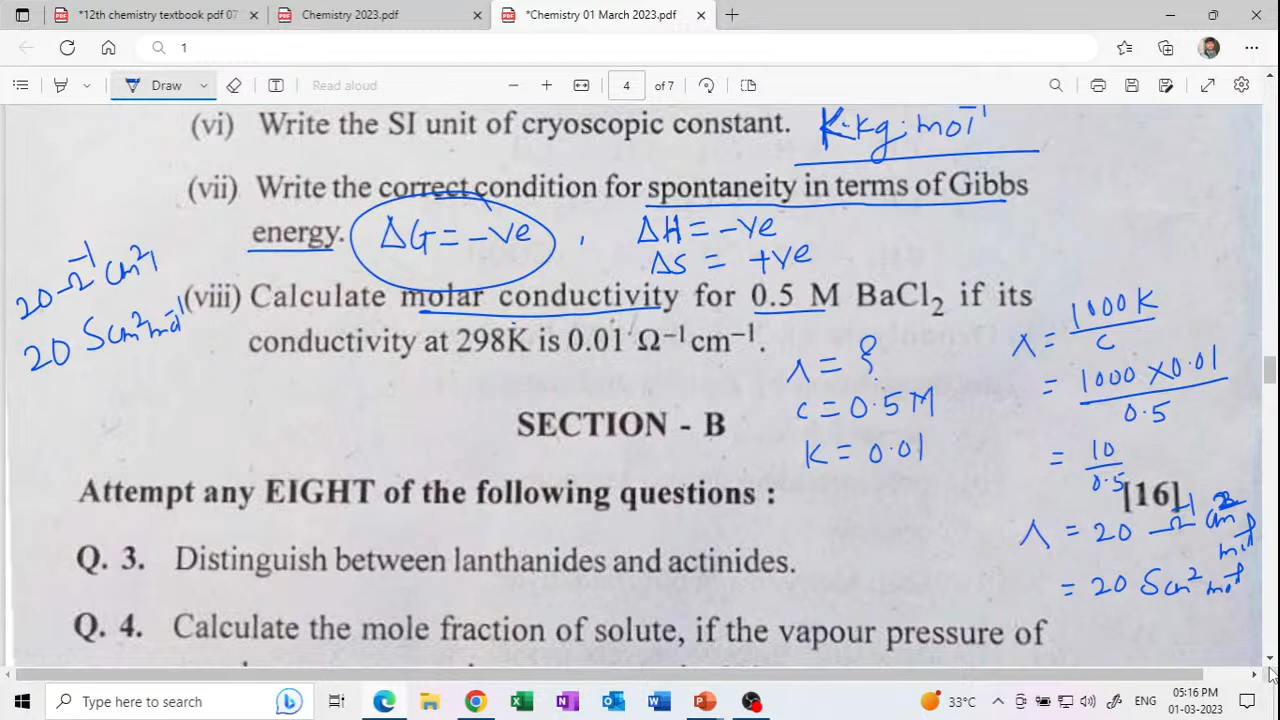 *12th chemistry textbook pdf 07
Chemistry 2023.pdf
*Chemistry 01 March 2023.pdf
1
Draw
Read aloud
4 of 7
(vi) Write the SI unit of cryoscopic constant. K·kg·mol⁻¹
(vii) Write the correct condition for spontaneity in terms of Gibbs
energy. ΔG = -ve , ΔH = -ve
ΔS = +ve
20 Ω⁻¹ cm²
20 S cm² mol⁻¹
(viii) Calculate molar conductivity for 0.5 M BaCl₂ if its
conductivity at 298K is 0.01 Ω⁻¹ cm⁻¹.
Λ = ?
c = 0.5 M
K = 0.01
Λ = 1000 K / c
= 1000 × 0.01 / 0.5
= 10 / 0.5
Λ = 20 Ω⁻¹ cm² mol⁻¹
= 20 S cm² mol⁻¹
SECTION - B
Attempt any EIGHT of the following questions : [16]
Q. 3. Distinguish between lanthanides and actinides.
Q. 4. Calculate the mole fraction of solute, if the vapour pressure of
Type here to search
33°C
ENG
05:16 PM
01-03-2023